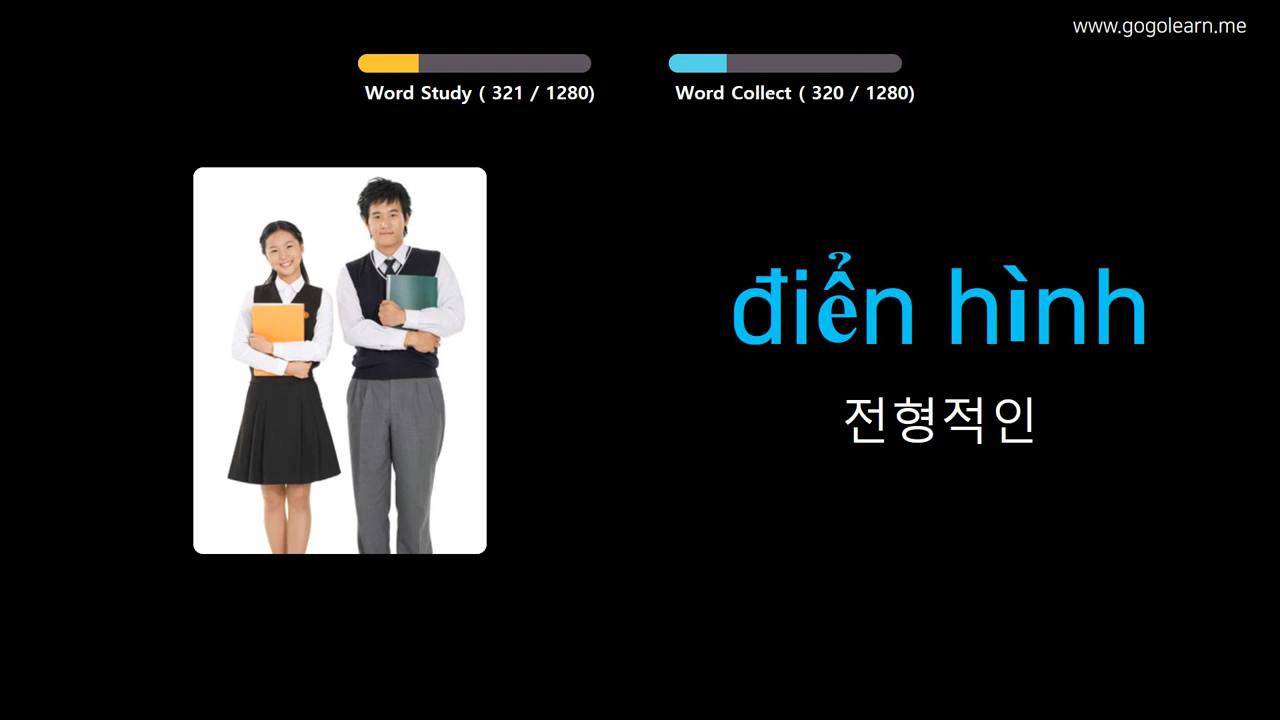 www.gogolearn.me
Word Study ( 321 / 1280)
Word Collect ( 320 / 1280)
điển hình
전형적인